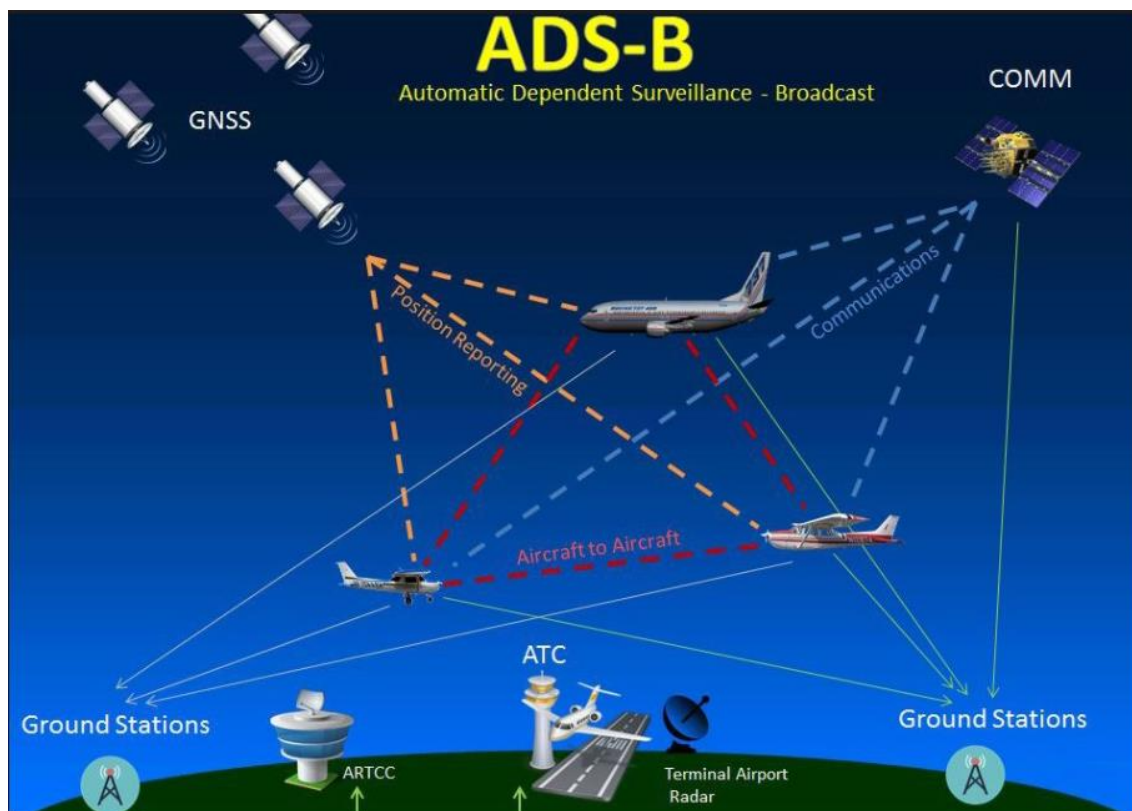 ADS-B
Automatic Dependent Surveillance - Broadcast
COMM
GNSS
Position Reporting
Communications
Aircraft to Aircraft
ATC
Ground Stations
Ground Stations
ARTCC
Terminal Airport
Radar